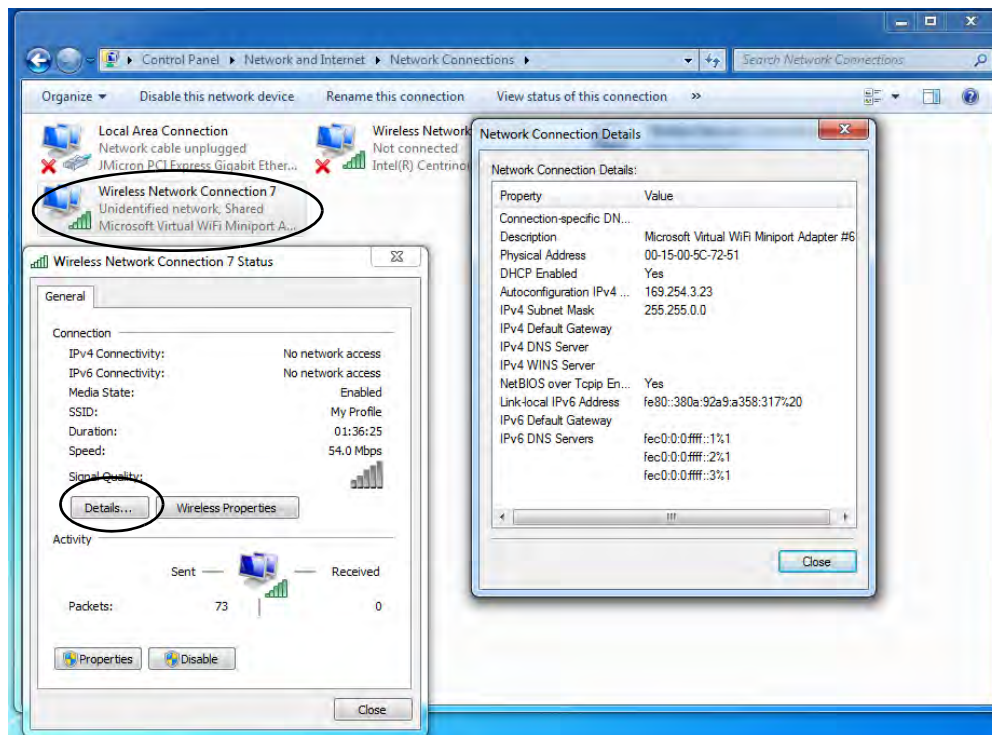 Control Panel ▸ Network and Internet ▸ Network Connections ▸
Search Network Connections
Organize
Disable this network device
Rename this connection
View status of this connection
»
Local Area Connection
Network cable unplugged
JMicron PCI Express Gigabit Ether...
Wireless Network
Not connected
Intel(R) Centrino
Wireless Network Connection 7
Unidentified network, Shared
Microsoft Virtual WiFi Miniport A...
Wireless Network Connection 7 Status
General
Connection
IPv4 Connectivity: No network access
IPv6 Connectivity: No network access
Media State: Enabled
SSID: My Profile
Duration: 01:36:25
Speed: 54.0 Mbps
Signal Quality:
Details... Wireless Properties
Activity
Sent — — Received
Packets: 73 0
Properties Disable
Close
Network Connection Details
Network Connection Details:
Property Value
Connection-specific DN...
Description Microsoft Virtual WiFi Miniport Adapter #6
Physical Address 00-15-00-5C-72-51
DHCP Enabled Yes
Autoconfiguration IPv4 ... 169.254.3.23
IPv4 Subnet Mask 255.255.0.0
IPv4 Default Gateway
IPv4 DNS Server
IPv4 WINS Server
NetBIOS over Tcpip En... Yes
Link-local IPv6 Address fe80::380a:92a9:a358:317%20
IPv6 Default Gateway
IPv6 DNS Servers fec0:0:0:ffff::1%1
fec0:0:0:ffff::2%1
fec0:0:0:ffff::3%1
Close